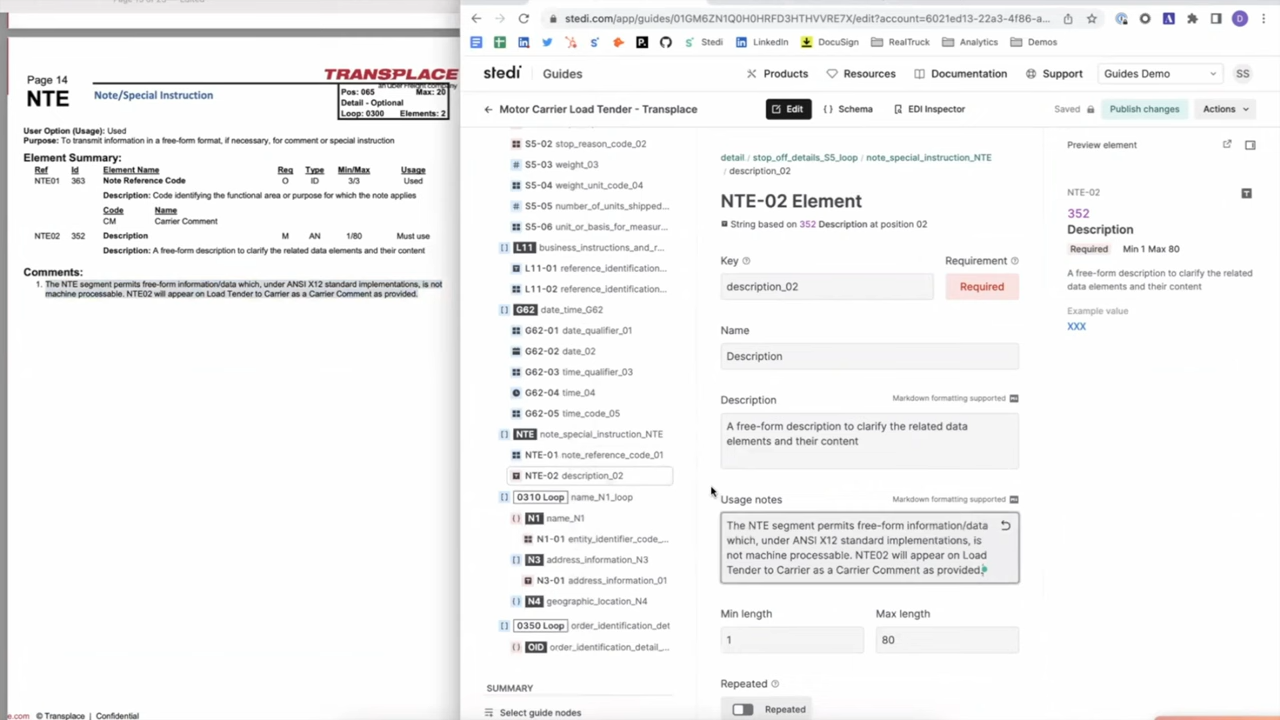 Page 14
NTE
Note/Special Instruction
TRANSPLACE
an Uber Freight company
Pos: 065 Max: 20
Detail - Optional
Loop: 0300 Elements: 2
User Option (Usage): Used
Purpose: To transmit information in a free-form format, if necessary, for comment or special instruction
Element Summary:
Ref Id Element Name Req Type Min/Max Usage
NTE01 363 Note Reference Code O ID 3/3 Used
Description: Code identifying the functional area or purpose for which the note applies
Code Name
CM Carrier Comment
NTE02 352 Description M AN 1/80 Must use
Description: A free-form description to clarify the related data elements and their content
Comments:
1. The NTE segment permits free-form information/data which, under ANSI X12 standard implementations, is not
machine processable. NTE02 will appear on Load Tender to Carrier as a Carrier Comment as provided.
e.com © Transplace | Confidential
stedi.com/app/guides/01GM6ZN1Q0H0HRFD3HTHVVRE7X/edit?account=6021ed13-22a3-4f86-a...
D
Stedi LinkedIn DocuSign RealTruck Analytics Demos
stedi Guides Products Resources Documentation Support Guides Demo SS
Motor Carrier Load Tender - Transplace Edit Schema EDI Inspector Saved Publish changes Actions
S5-02 stop_reason_code_02
S5-03 weight_03
S5-04 weight_unit_code_04
S5-05 number_of_units_shipped...
S5-06 unit_or_basis_for_measur...
L11 business_instructions_and_r...
L11-01 reference_identification...
L11-02 reference_identification...
G62 date_time_G62
G62-01 date_qualifier_01
G62-02 date_02
G62-03 time_qualifier_03
G62-04 time_04
G62-05 time_code_05
NTE note_special_instruction_NTE
NTE-01 note_reference_code_01
NTE-02 description_02
0310 Loop name_N1_loop
N1 name_N1
N1-01 entity_identifier_code_...
N3 address_information_N3
N3-01 address_information_01
N4 geographic_location_N4
0350 Loop order_identification_det
OID order_identification_detail_...
SUMMARY
Select guide nodes
detail / stop_off_details_S5_loop / note_special_instruction_NTE
/ description_02
NTE-02 Element
String based on 352 Description at position 02
Key Requirement
description_02 Required
Name
Description
Description Markdown formatting supported
A free-form description to clarify the related data
elements and their content
Usage notes Markdown formatting supported
The NTE segment permits free-form information/data
which, under ANSI X12 standard implementations, is
not machine processable. NTE02 will appear on Load
Tender to Carrier as a Carrier Comment as provided.
Min length Max length
1 80
Repeated
Repeated
Preview element
NTE-02
352
Description
Required Min 1 Max 80
A free-form description to clarify the related
data elements and their content
Example value
XXX